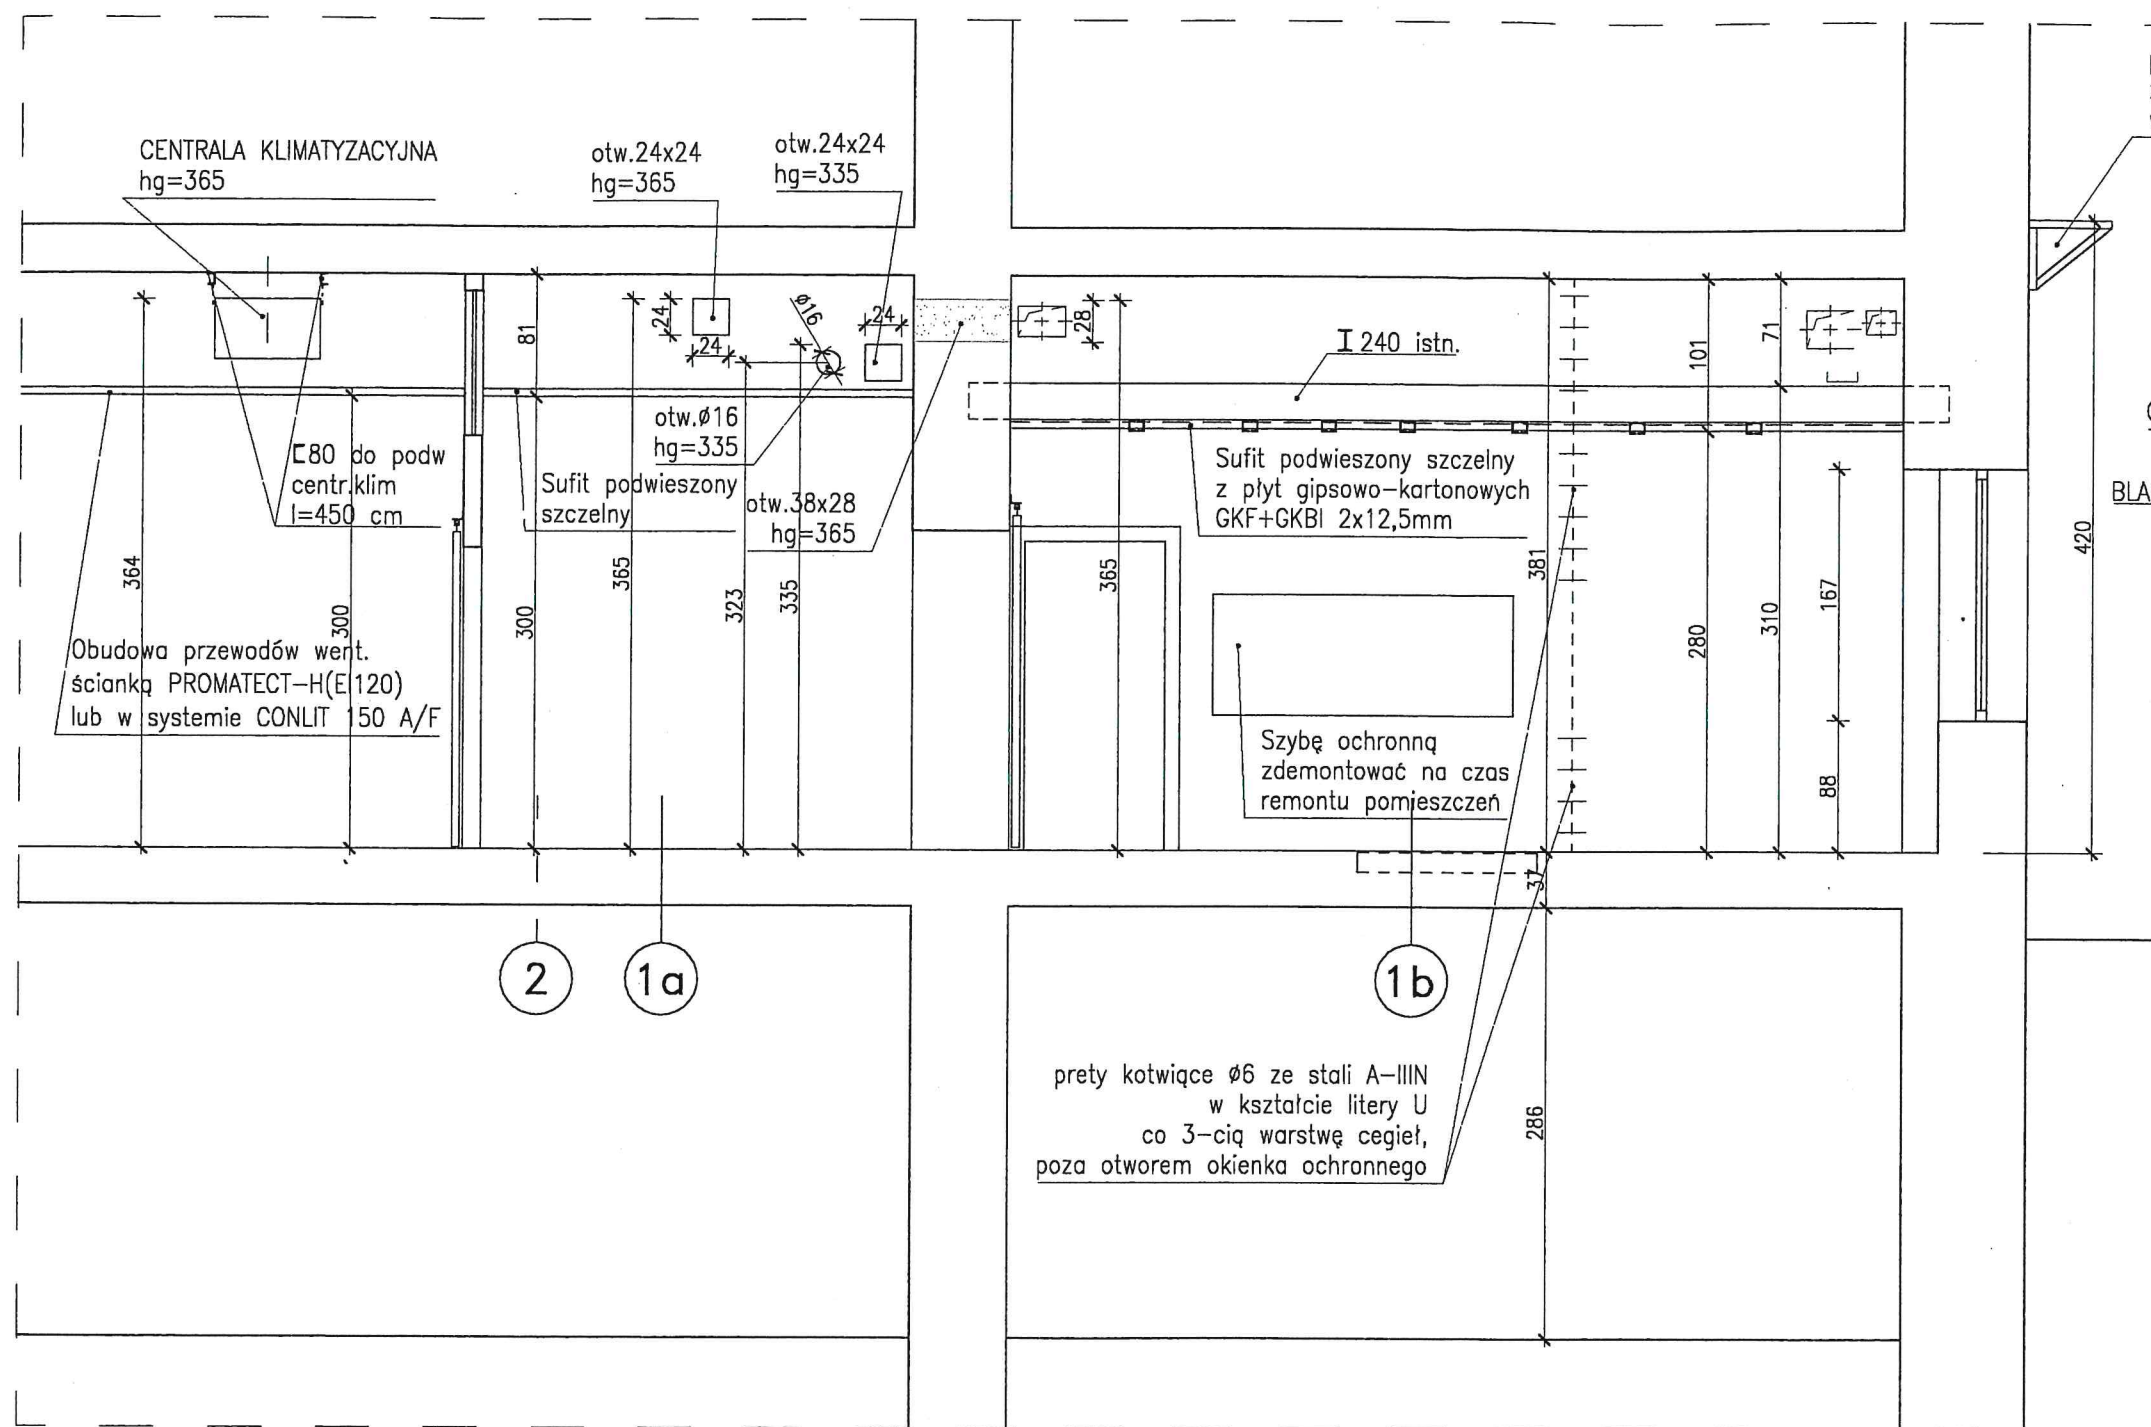 CENTRALA KLIMATYZACYJNA
hg=365
otw.24x24
hg=365
otw.24x24
hg=335
81
24
24
ø16
24
28
I 240 istn.
101
71
otw.ø16
hg=335
[80 do podw
centr.klim
l=450 cm
Sufit podwieszony
szczelny
otw.38x28
hg=365
Sufit podwieszony szczelny
z płyt gipsowo-kartonowych
GKF+GKBI 2x12,5mm
BLA
364
300
300
365
323
335
365
381
280
310
167
88
420
Obudowa przewodów went.
ścianką PROMATECT-H(EI120)
lub w systemie CONLIT 150 A/F
Szybę ochronną
zdemontować na czas
remontu pomieszczeń
37
2
1a
1b
prety kotwiące ø6 ze stali A-IIIN
w kształcie litery U
co 3-cią warstwę cegieł,
poza otworem okienka ochronnego
286